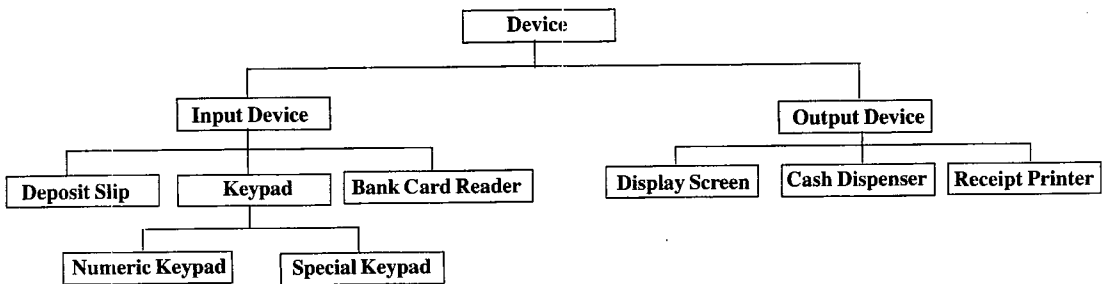 Device
Input Device
Output Device
Deposit Slip
Keypad
Bank Card Reader
Display Screen
Cash Dispenser
Receipt Printer
Numeric Keypad
Special Keypad